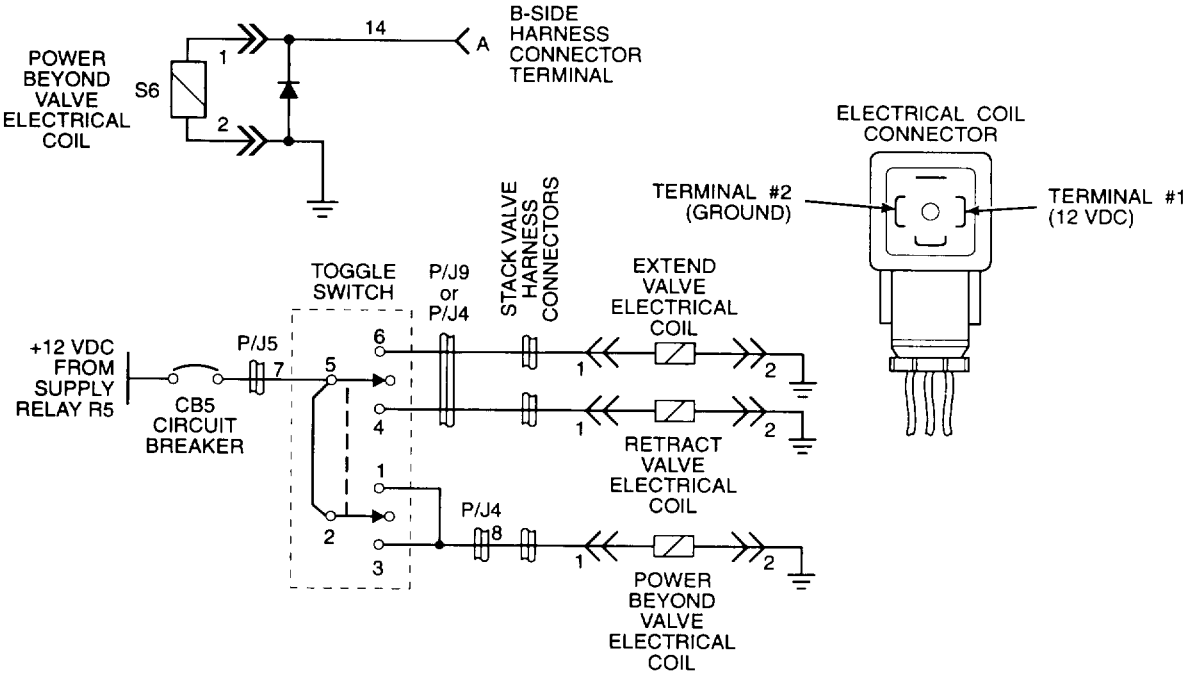 B-SIDE
HARNESS
CONNECTOR
TERMINAL
14
A
1
POWER
BEYOND
VALVE
ELECTRICAL
COIL
S6
2
ELECTRICAL COIL
CONNECTOR
TERMINAL #2
(GROUND)
TERMINAL #1
(12 VDC)
TOGGLE
SWITCH
P/J9
or
P/J4
STACK VALVE
HARNESS
CONNECTORS
EXTEND
VALVE
ELECTRICAL
COIL
+12 VDC
FROM
SUPPLY
RELAY R5
P/J5
7
5
6
1
2
CB5
CIRCUIT
BREAKER
4
1
2
RETRACT
VALVE
ELECTRICAL
COIL
1
2
3
P/J4
8
1
2
POWER
BEYOND
VALVE
ELECTRICAL
COIL